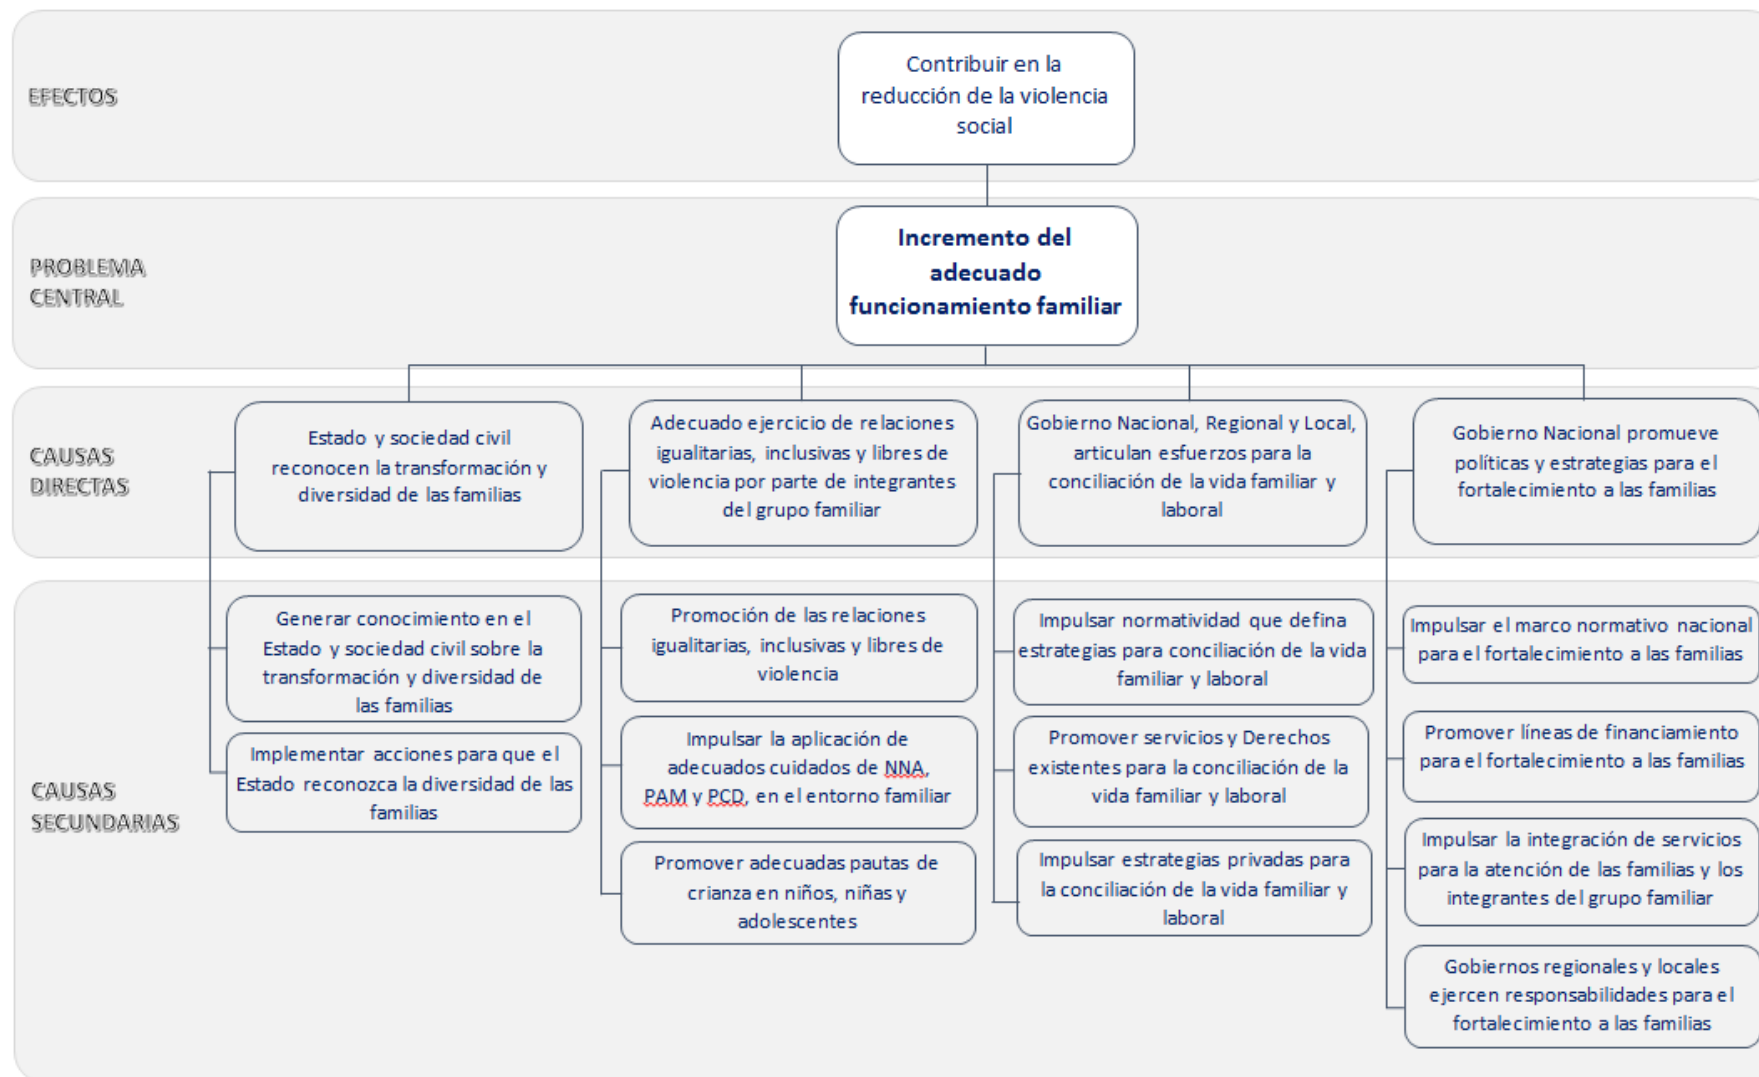 EFECTOS
Contribuir en la
reducción de la violencia
social
PROBLEMA
CENTRAL
Incremento del
adecuado
funcionamiento familiar
CAUSAS
DIRECTAS
Estado y sociedad civil
reconocen la transformación y
diversidad de las familias
Adecuado ejercicio de relaciones
igualitarias, inclusivas y libres de
violencia por parte de integrantes
del grupo familiar
Gobierno Nacional, Regional y Local,
articulan esfuerzos para la
conciliación de la vida familiar y
laboral
Gobierno Nacional promueve
políticas y estrategias para el
fortalecimiento a las familias
CAUSAS
SECUNDARIAS
Generar conocimiento en el
Estado y sociedad civil sobre la
transformación y diversidad de
las familias
Implementar acciones para que el
Estado reconozca la diversidad de las
familias
Promoción de las relaciones
igualitarias, inclusivas y libres de
violencia
Impulsar la aplicación de
adecuados cuidados de NNA,
PAM y PCD, en el entorno familiar
Promover adecuadas pautas de
crianza en niños, niñas y
adolescentes
Impulsar normatividad que defina
estrategias para conciliación de la vida
familiar y laboral
Promover servicios y Derechos
existentes para la conciliación de la
vida familiar y laboral
Impulsar estrategias privadas para
la conciliación de la vida familiar y
laboral
Impulsar el marco normativo nacional
para el fortalecimiento a las familias
Promover líneas de financiamiento
para el fortalecimiento a las familias
Impulsar la integración de servicios
para la atención de las familias y los
integrantes del grupo familiar
Gobiernos regionales y locales
ejercen responsabilidades para el
fortalecimiento a las familias